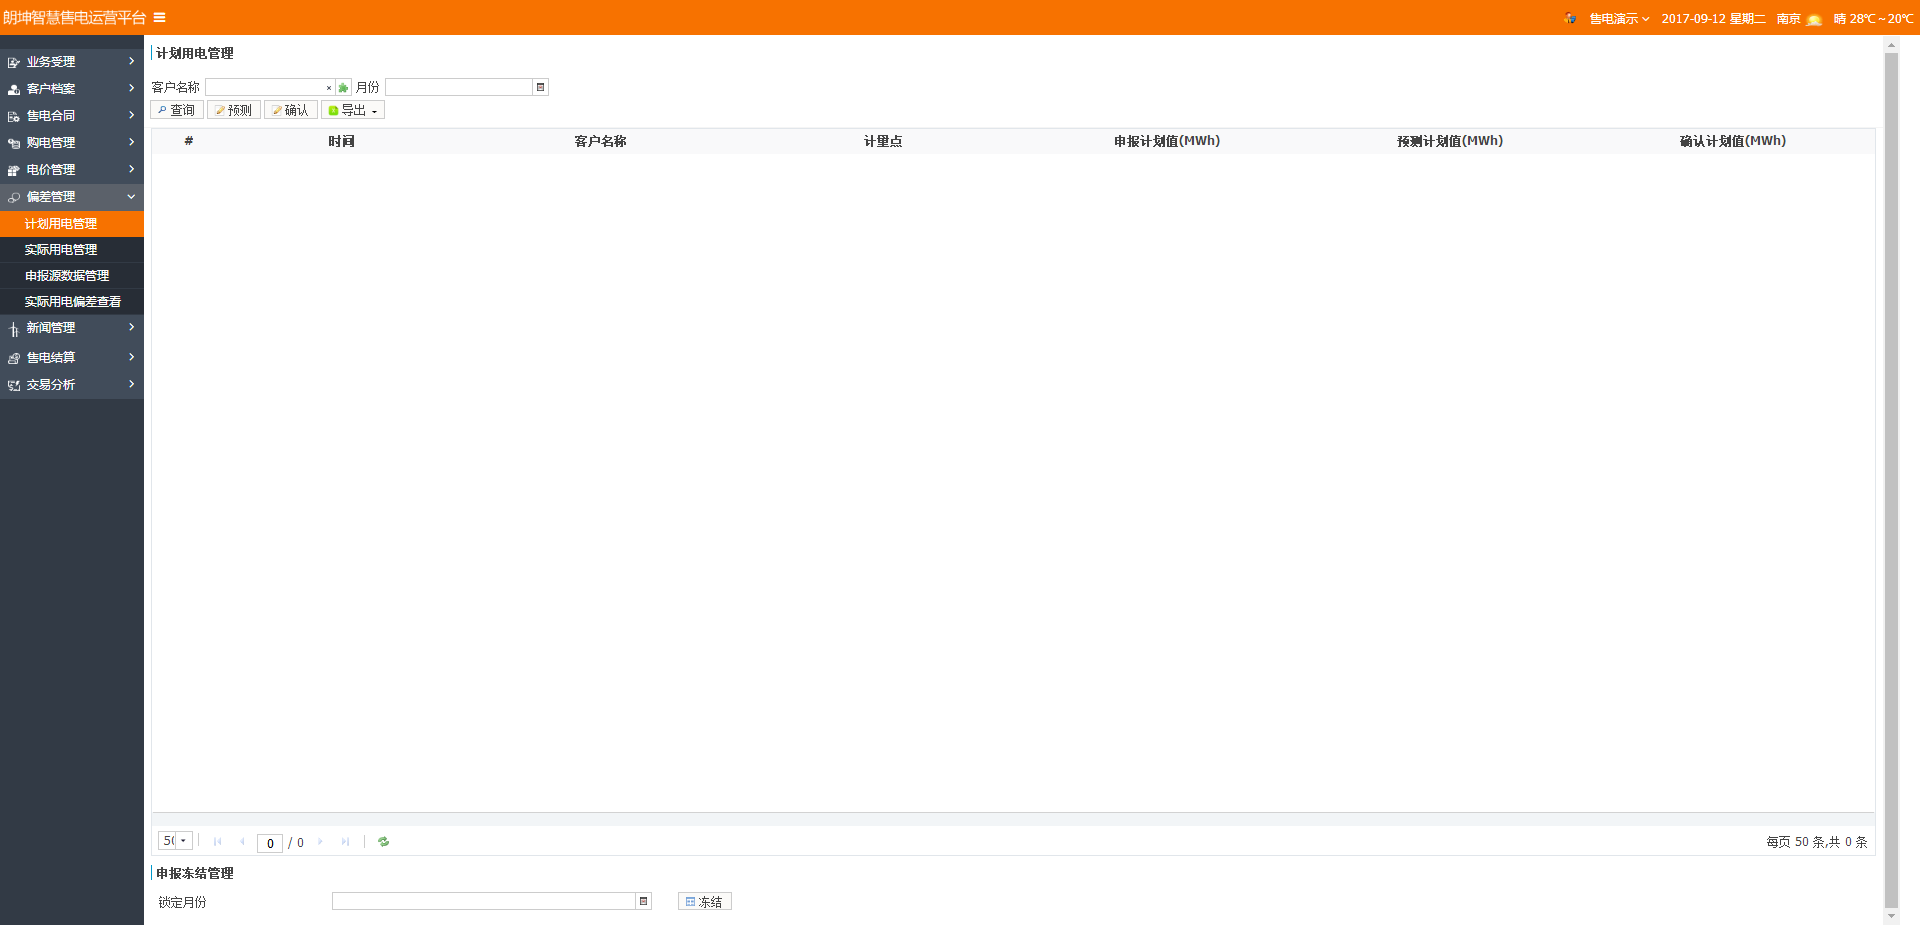 朗坤智慧售电运营平台
售电演示 2017-09-12 星期二 南京 晴 28℃~20℃
业务受理
客户档案
售电合同
购电管理
电价管理
偏差管理
计划用电管理
实际用电管理
申报源数据管理
实际用电偏差查看
新闻管理
售电结算
交易分析
计划用电管理
客户名称 × 月份
查询 预测 确认 导出
# 时间 客户名称 计量点 申报计划值(MWh) 预测计划值(MWh) 确认计划值(MWh)
50 0 / 0 每页 50 条,共 0 条
申报冻结管理
锁定月份 冻结